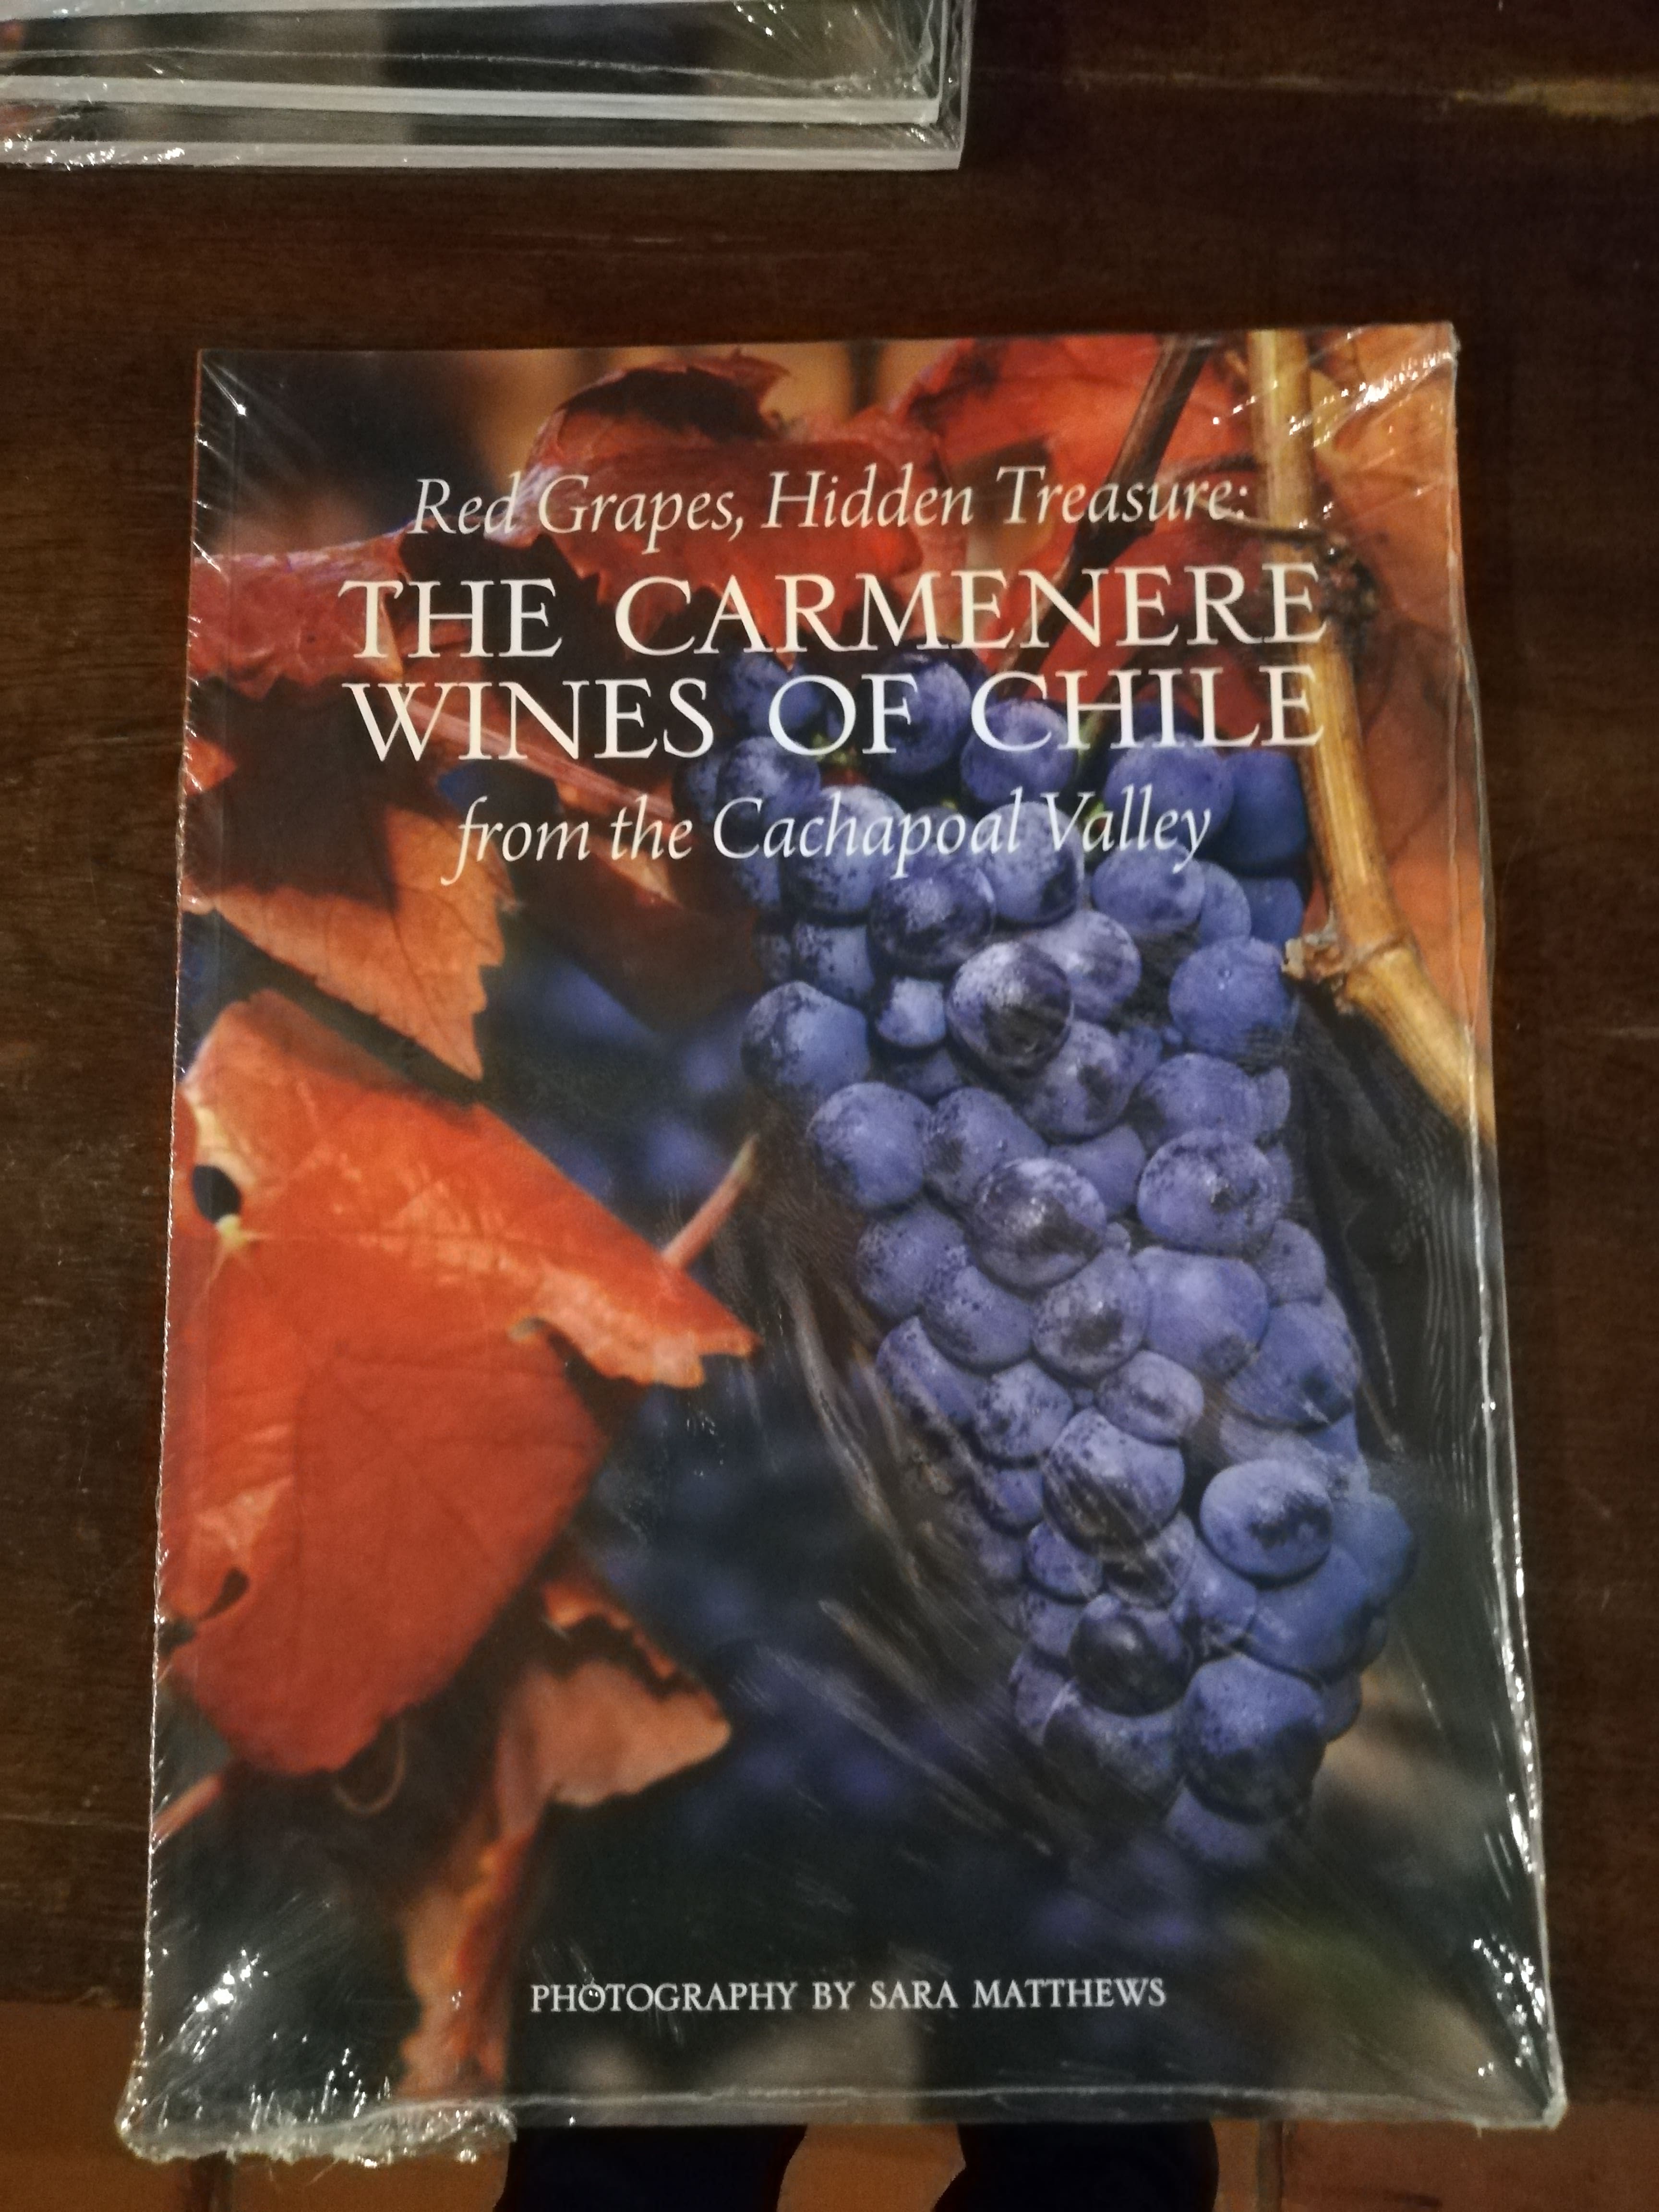 Red Grapes, Hidden Treasure:
THE CARMENERE
WINES OF CHILE
from the Cachapoal Valley
PHOTOGRAPHY BY SARA MATTHEWS